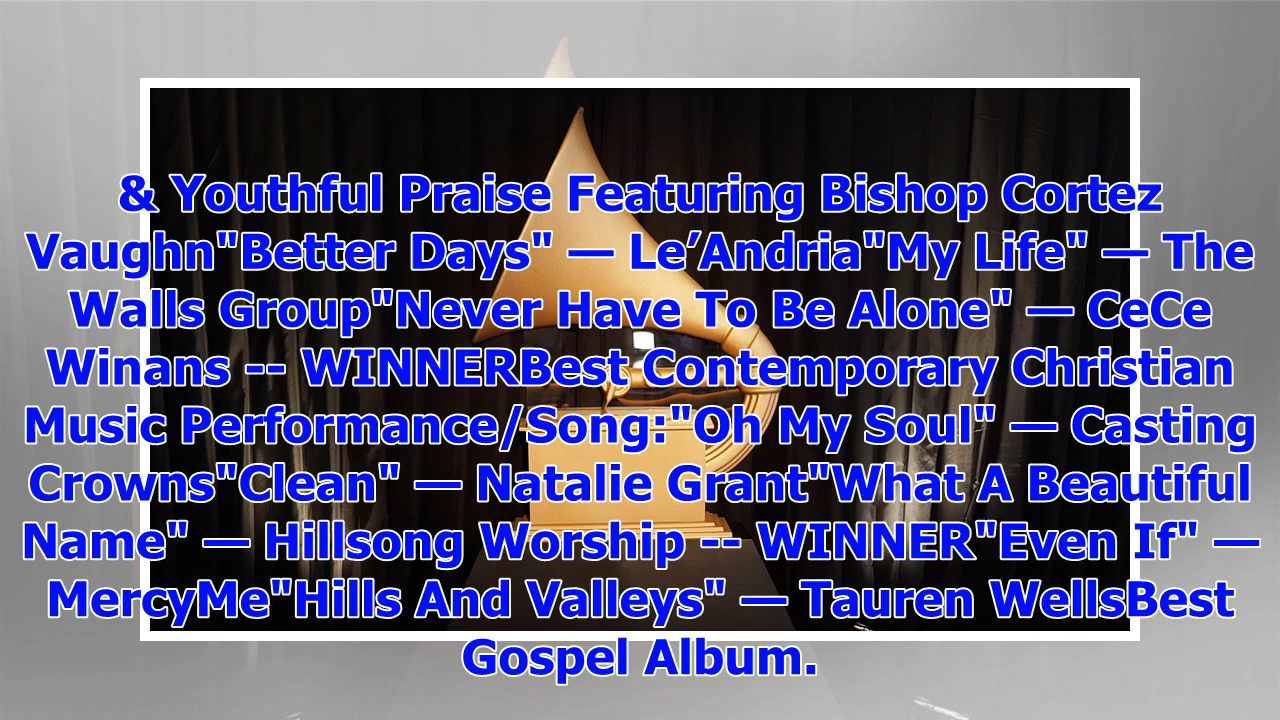 & Youthful Praise Featuring Bishop Cortez
Vaughn"Better Days" — Le’Andria"My Life" — The
Walls Group"Never Have To Be Alone" — CeCe
Winans -- WINNERBest Contemporary Christian
Music Performance/Song:"Oh My Soul" — Casting
Crowns"Clean" — Natalie Grant"What A Beautiful
Name" — Hillsong Worship -- WINNER"Even If" —
MercyMe"Hills And Valleys" — Tauren WellsBest
Gospel Album.